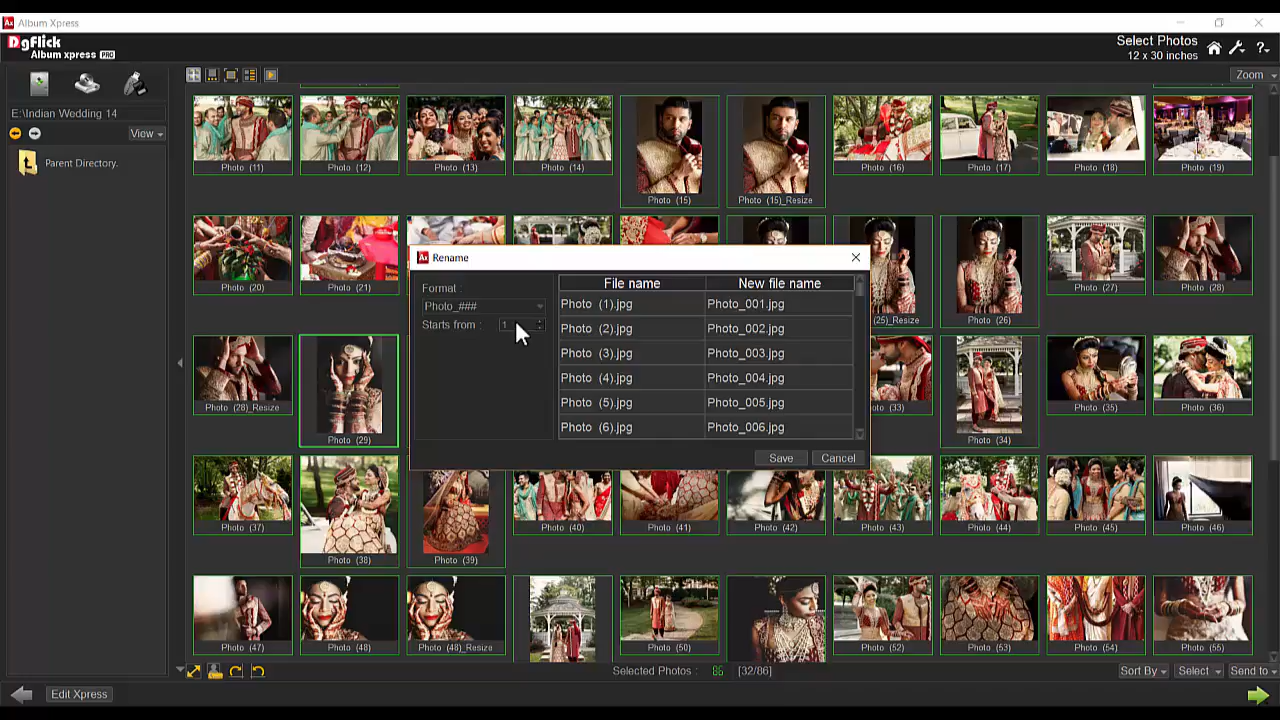 Album Xpress
DgFlick
Album xpress PRO
Select Photos
12 x 30 inches
Zoom
E:\Indian Wedding 14
View
Parent Directory.
Photo (11)
Photo (12)
Photo (13)
Photo (14)
Photo (15)
Photo (15)_Resize
Photo (16)
Photo (17)
Photo (18)
Photo (19)
Photo (20)
Photo (21)
(25)_Resize
Photo (26)
Photo (27)
Photo (28)
Rename
Format :
Photo_###
Starts from :
1
File name
New file name
Photo (1).jpg
Photo_001.jpg
Photo (2).jpg
Photo_002.jpg
Photo (3).jpg
Photo_003.jpg
Photo (4).jpg
Photo_004.jpg
Photo (5).jpg
Photo_005.jpg
Photo (6).jpg
Photo_006.jpg
Save
Cancel
Photo (28)_Resize
Photo (29)
(33)
Photo (34)
Photo (35)
Photo (36)
Photo (37)
Photo (38)
Photo (39)
Photo (40)
Photo (41)
Photo (42)
Photo (43)
Photo (44)
Photo (45)
Photo (46)
Photo (47)
Photo (48)
Photo (48)_Resize
Photo (50)
Photo (52)
Photo (53)
Photo (54)
Photo (55)
Selected Photos :
86
[32/86]
Sort By
Select
Send to
Edit Xpress